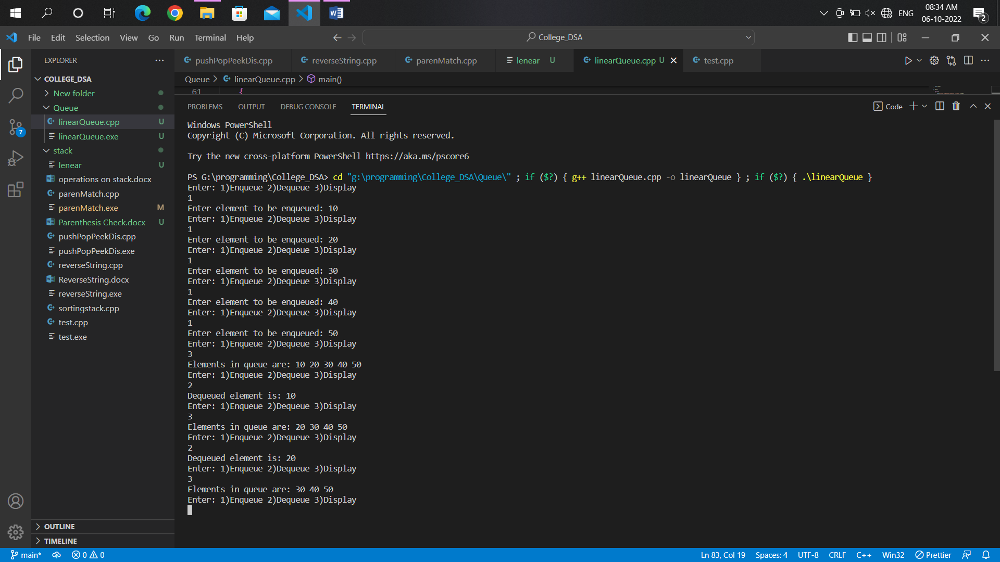 ENG
08:34 AM
06-10-2022
2
File Edit Selection View Go Run Terminal Help
College_DSA
EXPLORER
COLLEGE_DSA
New folder
Queue
linearQueue.cpp U
linearQueue.exe U
stack
lenear U
operations on stack.docx
parenMatch.cpp
parenMatch.exe M
Parenthesis Check.docx U
pushPopPeekDis.cpp
pushPopPeekDis.exe
reverseString.cpp
ReverseString.docx
reverseString.exe
sortingstack.cpp
test.cpp
test.exe
OUTLINE
TIMELINE
7
pushPopPeekDis.cpp reverseString.cpp parenMatch.cpp lenear U linearQueue.cpp U test.cpp
Queue > linearQueue.cpp > main()
61 {
PROBLEMS OUTPUT DEBUG CONSOLE TERMINAL Code
Windows PowerShell
Copyright (C) Microsoft Corporation. All rights reserved.
Try the new cross-platform PowerShell https://aka.ms/pscore6
PS G:\programming\College_DSA> cd "g:\programming\College_DSA\Queue\" ; if ($?) { g++ linearQueue.cpp -o linearQueue } ; if ($?) { .\linearQueue }
Enter: 1)Enqueue 2)Dequeue 3)Display
1
Enter element to be enqueued: 10
Enter: 1)Enqueue 2)Dequeue 3)Display
1
Enter element to be enqueued: 20
Enter: 1)Enqueue 2)Dequeue 3)Display
1
Enter element to be enqueued: 30
Enter: 1)Enqueue 2)Dequeue 3)Display
1
Enter element to be enqueued: 40
Enter: 1)Enqueue 2)Dequeue 3)Display
1
Enter element to be enqueued: 50
Enter: 1)Enqueue 2)Dequeue 3)Display
3
Elements in queue are: 10 20 30 40 50
Enter: 1)Enqueue 2)Dequeue 3)Display
2
Dequeued element is: 10
Enter: 1)Enqueue 2)Dequeue 3)Display
3
Elements in queue are: 20 30 40 50
Enter: 1)Enqueue 2)Dequeue 3)Display
2
Dequeued element is: 20
Enter: 1)Enqueue 2)Dequeue 3)Display
3
Elements in queue are: 30 40 50
Enter: 1)Enqueue 2)Dequeue 3)Display
main* 0 0 Ln 83, Col 19 Spaces: 4 UTF-8 CRLF C++ Win32 Prettier